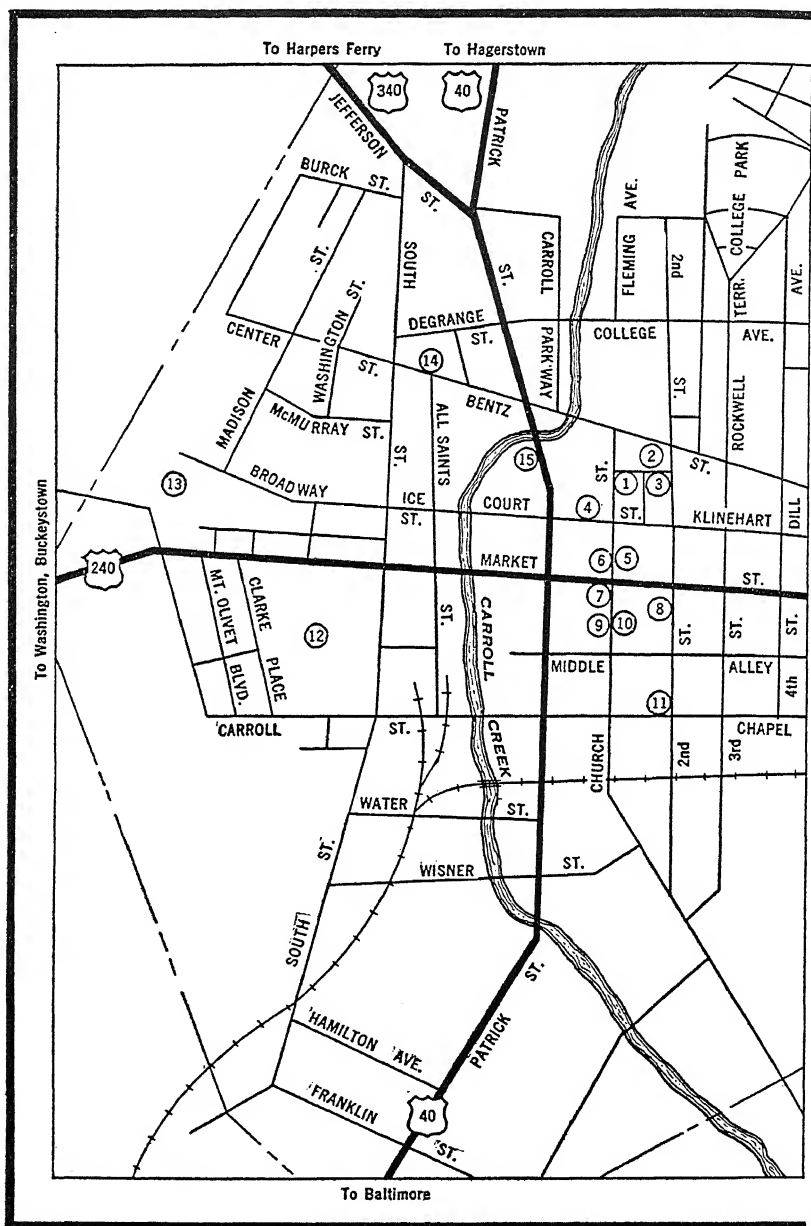 To Harpers Ferry
To Hagerstown
340
40
JEFFERSON
ST.
PATRICK
ST.
BURCK ST.
SOUTH
ST.
CARROLL
PARKWAY
AVE.
FLEMING
2nd
ST.
COLLEGE PARK
TERR.
AVE.
ST.
WASHINGTON ST.
DEGRANGE
ST.
COLLEGE AVE.
CENTER
ST.
14
BENTZ
ST.
ROCKWELL
MADISON
McMURRAY ST.
ALL SAINTS
ST.
15
ST.
2
1
3
13
BROADWAY
ICE
ST.
COURT
4
ST.
KLINEHART
DILL
To Washington, Buckeystown
240
MARKET
ST.
6
5
7
8
9
10
MT. OLIVET
BLVD.
CLARKE
PLACE
12
CARROLL
CREEK
MIDDLE
ALLEY
ST.
ST.
ST.
4th
11
CARROLL
ST.
CHAPEL
CHURCH
2nd
3rd
WATER
ST.
ST.
WISNER
ST.
SOUTH
HAMILTON AVE.
PATRICK
ST.
40
FRANKLIN
ST.
To Baltimore